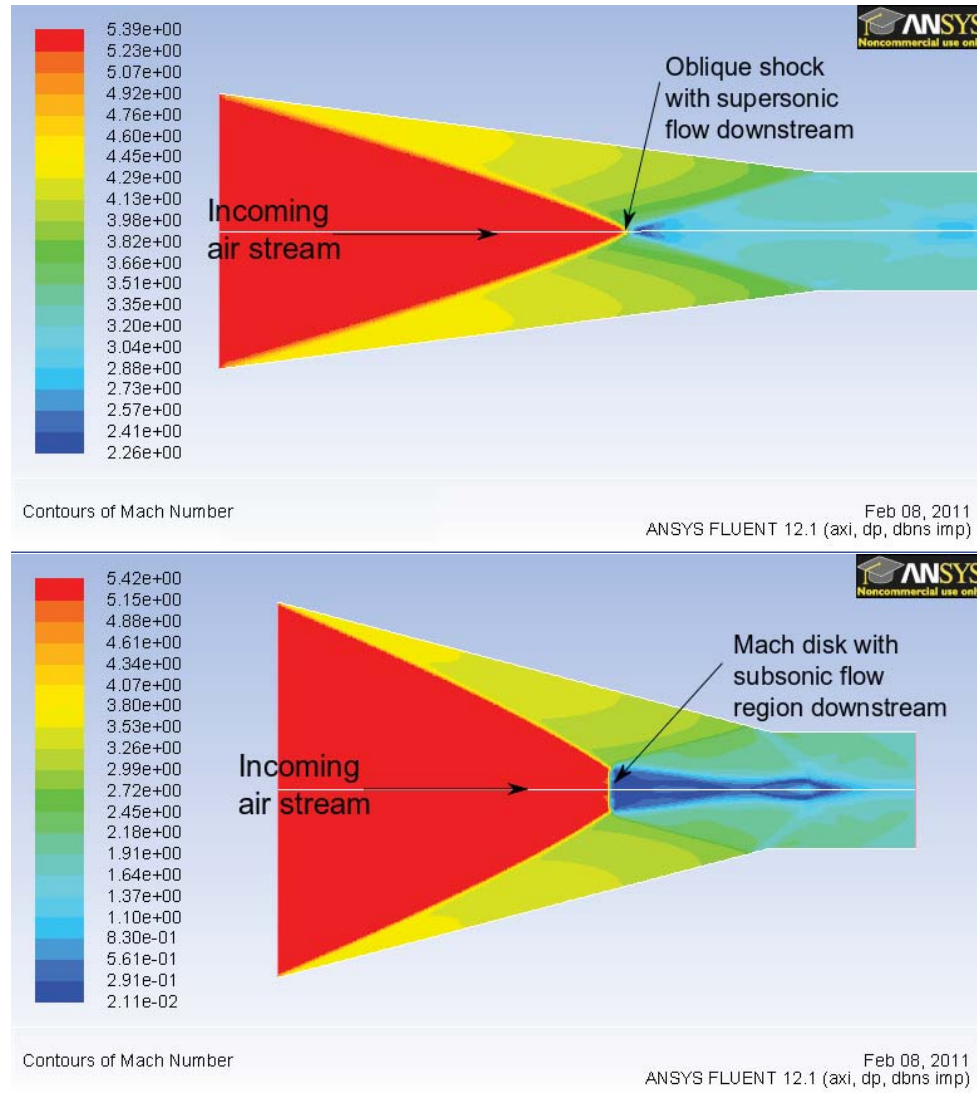 5.39e+00
5.23e+00
5.07e+00
4.92e+00
4.76e+00
4.60e+00
4.45e+00
4.29e+00
4.13e+00
3.98e+00
3.82e+00
3.66e+00
3.51e+00
3.35e+00
3.20e+00
3.04e+00
2.88e+00
2.73e+00
2.57e+00
2.41e+00
2.26e+00
ANSYS
Noncommercial use only
Oblique shock
with supersonic
flow downstream
Incoming
air stream
Contours of Mach Number
Feb 08, 2011
ANSYS FLUENT 12.1 (axi, dp, dbns imp)
5.42e+00
5.15e+00
4.88e+00
4.61e+00
4.34e+00
4.07e+00
3.80e+00
3.53e+00
3.26e+00
2.99e+00
2.72e+00
2.45e+00
2.18e+00
1.91e+00
1.64e+00
1.37e+00
1.10e+00
8.30e-01
5.61e-01
2.91e-01
2.11e-02
ANSYS
Noncommercial use only
Mach disk with
subsonic flow
region downstream
Incoming
air stream
Contours of Mach Number
Feb 08, 2011
ANSYS FLUENT 12.1 (axi, dp, dbns imp)